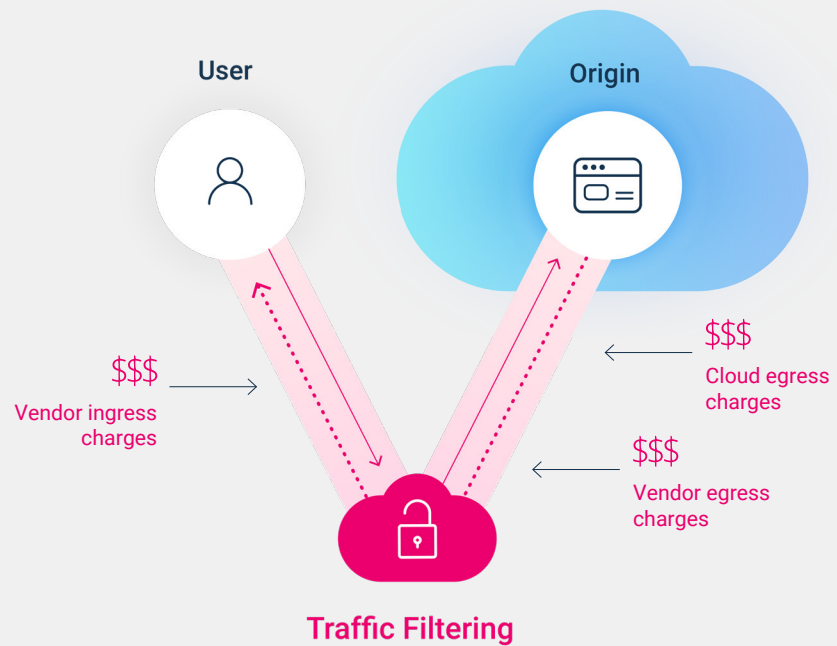 User
Origin
$$$
Cloud egress
charges
$$$
Vendor ingress
charges
$$$
Vendor egress
charges
Traffic Filtering